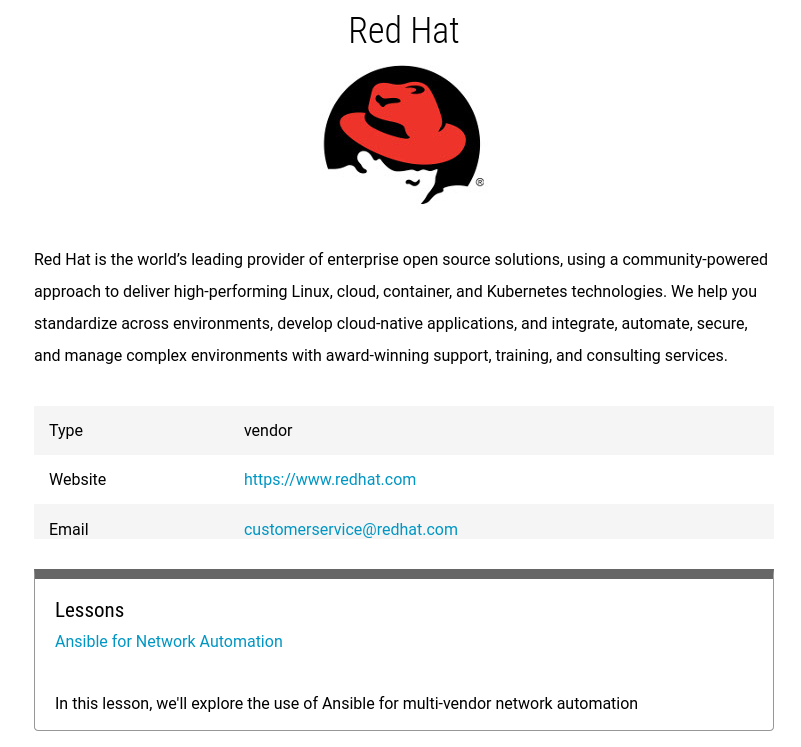 Red Hat
®
Red Hat is the world’s leading provider of enterprise open source solutions, using a community-powered
approach to deliver high-performing Linux, cloud, container, and Kubernetes technologies. We help you
standardize across environments, develop cloud-native applications, and integrate, automate, secure,
and manage complex environments with award-winning support, training, and consulting services.
Type vendor
Website https://www.redhat.com
Email customerservice@redhat.com
Lessons
Ansible for Network Automation
In this lesson, we'll explore the use of Ansible for multi-vendor network automation